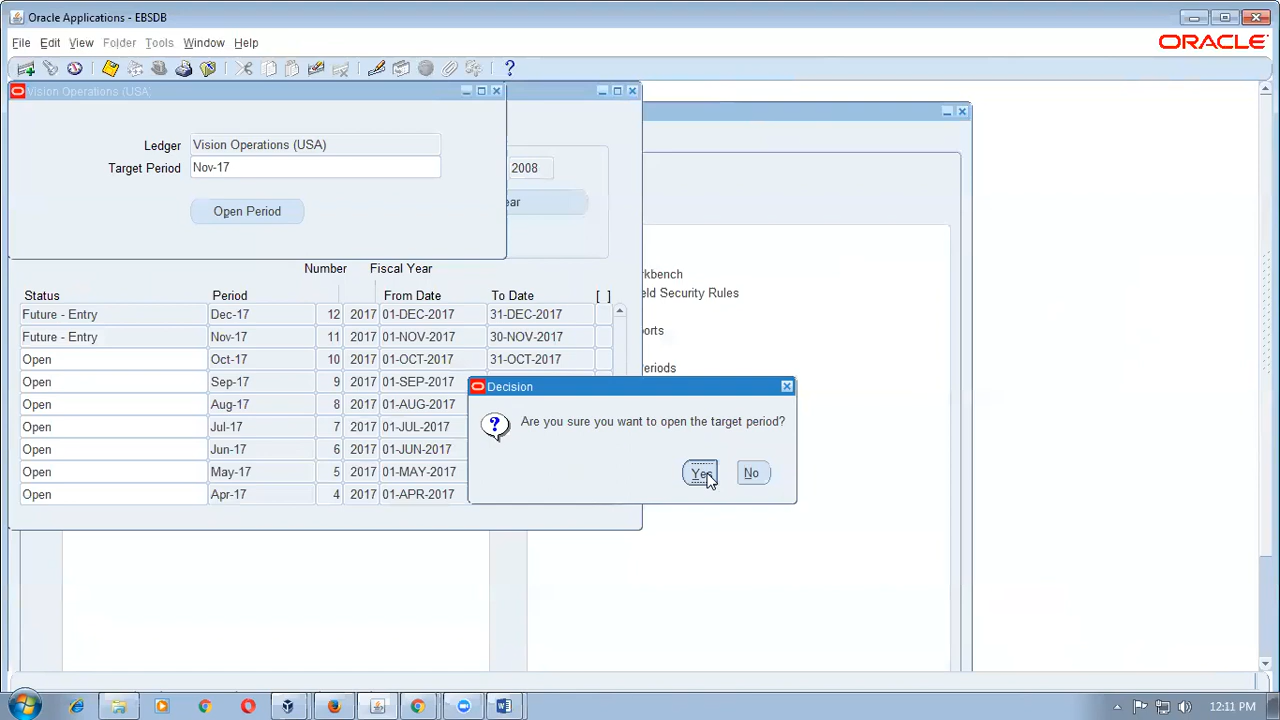 Oracle Applications - EBSDB
File Edit View Folder Tools Window Help
ORACLE
Vision Operations (USA)
Ledger Vision Operations (USA)
Target Period Nov-17
2008
ear
Open Period
Number Fiscal Year
Status Period From Date To Date [ ]
Future - Entry Dec-17 12 2017 01-DEC-2017 31-DEC-2017
Future - Entry Nov-17 11 2017 01-NOV-2017 30-NOV-2017
Open Oct-17 10 2017 01-OCT-2017 31-OCT-2017
Open Sep-17 9 2017 01-SEP-2017
Open Aug-17 8 2017 01-AUG-2017
Open Jul-17 7 2017 01-JUL-2017
Open Jun-17 6 2017 01-JUN-2017
Open May-17 5 2017 01-MAY-2017
Open Apr-17 4 2017 01-APR-2017
rkbench
eld Security Rules
ports
eriods
Decision
Are you sure you want to open the target period?
Yes No
12:11 PM